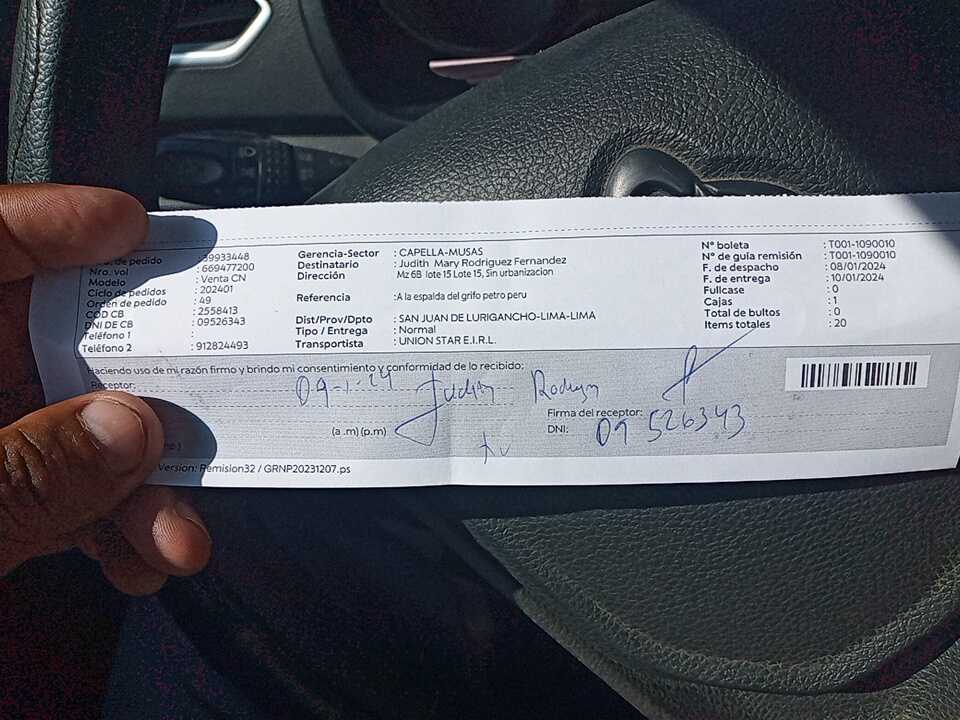 Nro. de pedido : 39933448
Nro. vol : 669477200
Modelo : Venta CN
Ciclo de pedidos : 202401
Orden de pedido : 49
COD CB : 2558413
DNI DE CB : 09526343
Teléfono 1 :
Teléfono 2 : 912824493
Gerencia-Sector : CAPELLA-MUSAS
Destinatario : Judith Mary Rodriguez Fernandez
Dirección Mz 6B lote 15 Lote 15, sin urbanizacion
Referencia :A la espalda del grifo petro peru
Dist/Prov/Dpto : SAN JUAN DE LURIGANCHO-LIMA-LIMA
Tipo / Entrega : Normal
Transportista : UNION STAR E.I.R.L.
N° boleta : T001-1090010
N° de guia remisión : T001-1090010
F. de despacho : 08/01/2024
F. de entrega : 10/01/2024
Fullcase : 0
Cajas : 1
Total de bultos : 0
Items totales : 20
Haciendo uso de mi razón firmo y brindo mi consentimiento y conformidad de lo recibido:
Receptor: 09-1-24
(a .m) (p.m)
Firma del receptor:
DNI: 09 526343
Version: Remision32 / GRNP20231207.ps